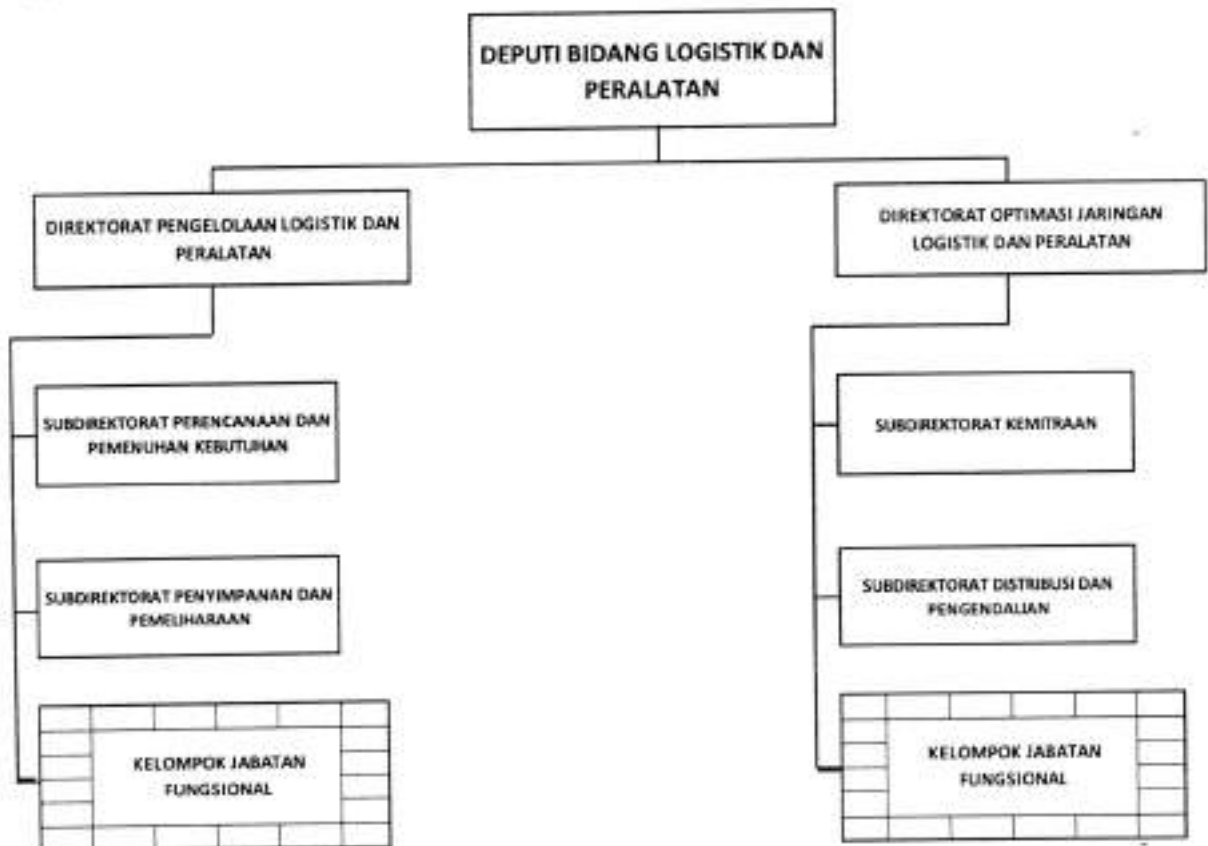 DEPUTI BIDANG LOGISTIK DAN
PERALATAN
DIREKTORAT PENGELOLAAN LOGISTIK DAN
PERALATAN
DIREKTORAT OPTIMASI JARINGAN
LOGISTIK DAN PERALATAN
SUBDIREKTORAT PERENCANAAN DAN
PEMENUHAN KEBUTUHAN
SUBDIREKTORAT KEMITRAAN
SUBDIREKTORAT PENYIMPANAN DAN
PEMELIHARAAN
SUBDIREKTORAT DISTRIBUSI DAN
PENGENDALIAN
KELOMPOK JABATAN
FUNGSIONAL
KELOMPOK JABATAN
FUNGSIONAL